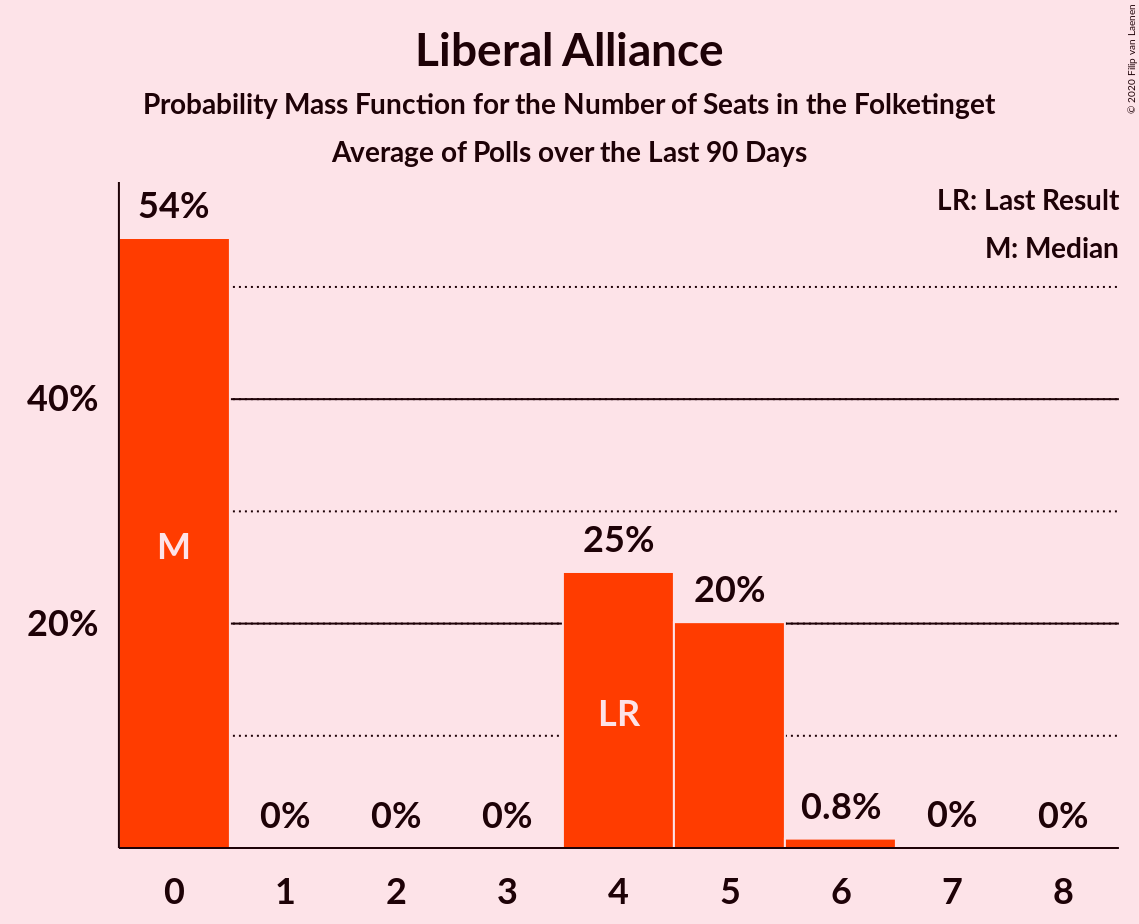 Liberal Alliance
Probability Mass Function for the Number of Seats in the Folketinget
Average of Polls over the Last 90 Days
© 2020 Filip van Laenen
LR: Last Result
M: Median
54%
40%
20%
M
0%
0%
0%
25%
LR
20%
0.8%
0%
0%
0
1
2
3
4
5
6
7
8